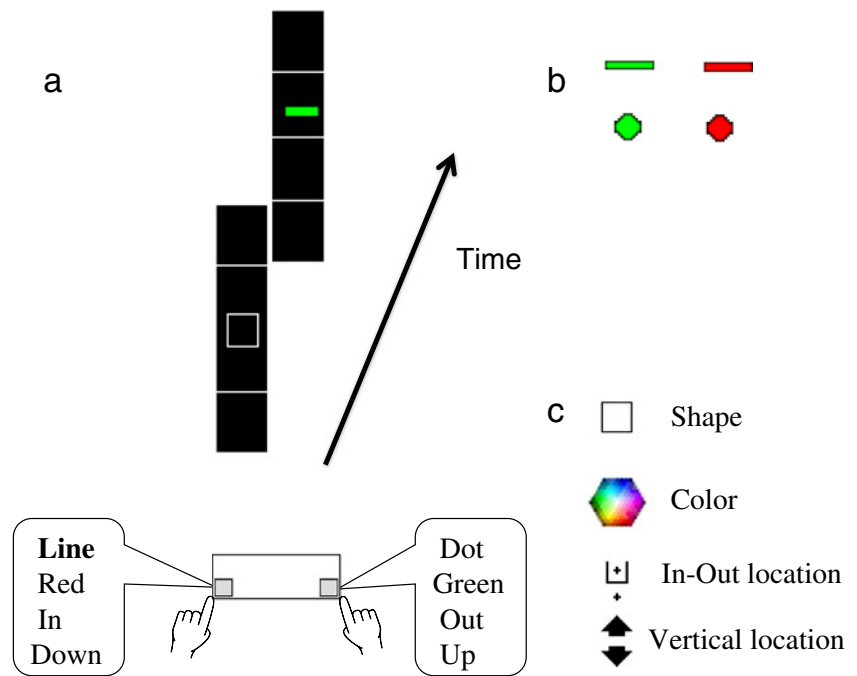 a
b
Time
c
Shape
Color
In-Out location
Vertical location
Line
Red
In
Down
Dot
Green
Out
Up